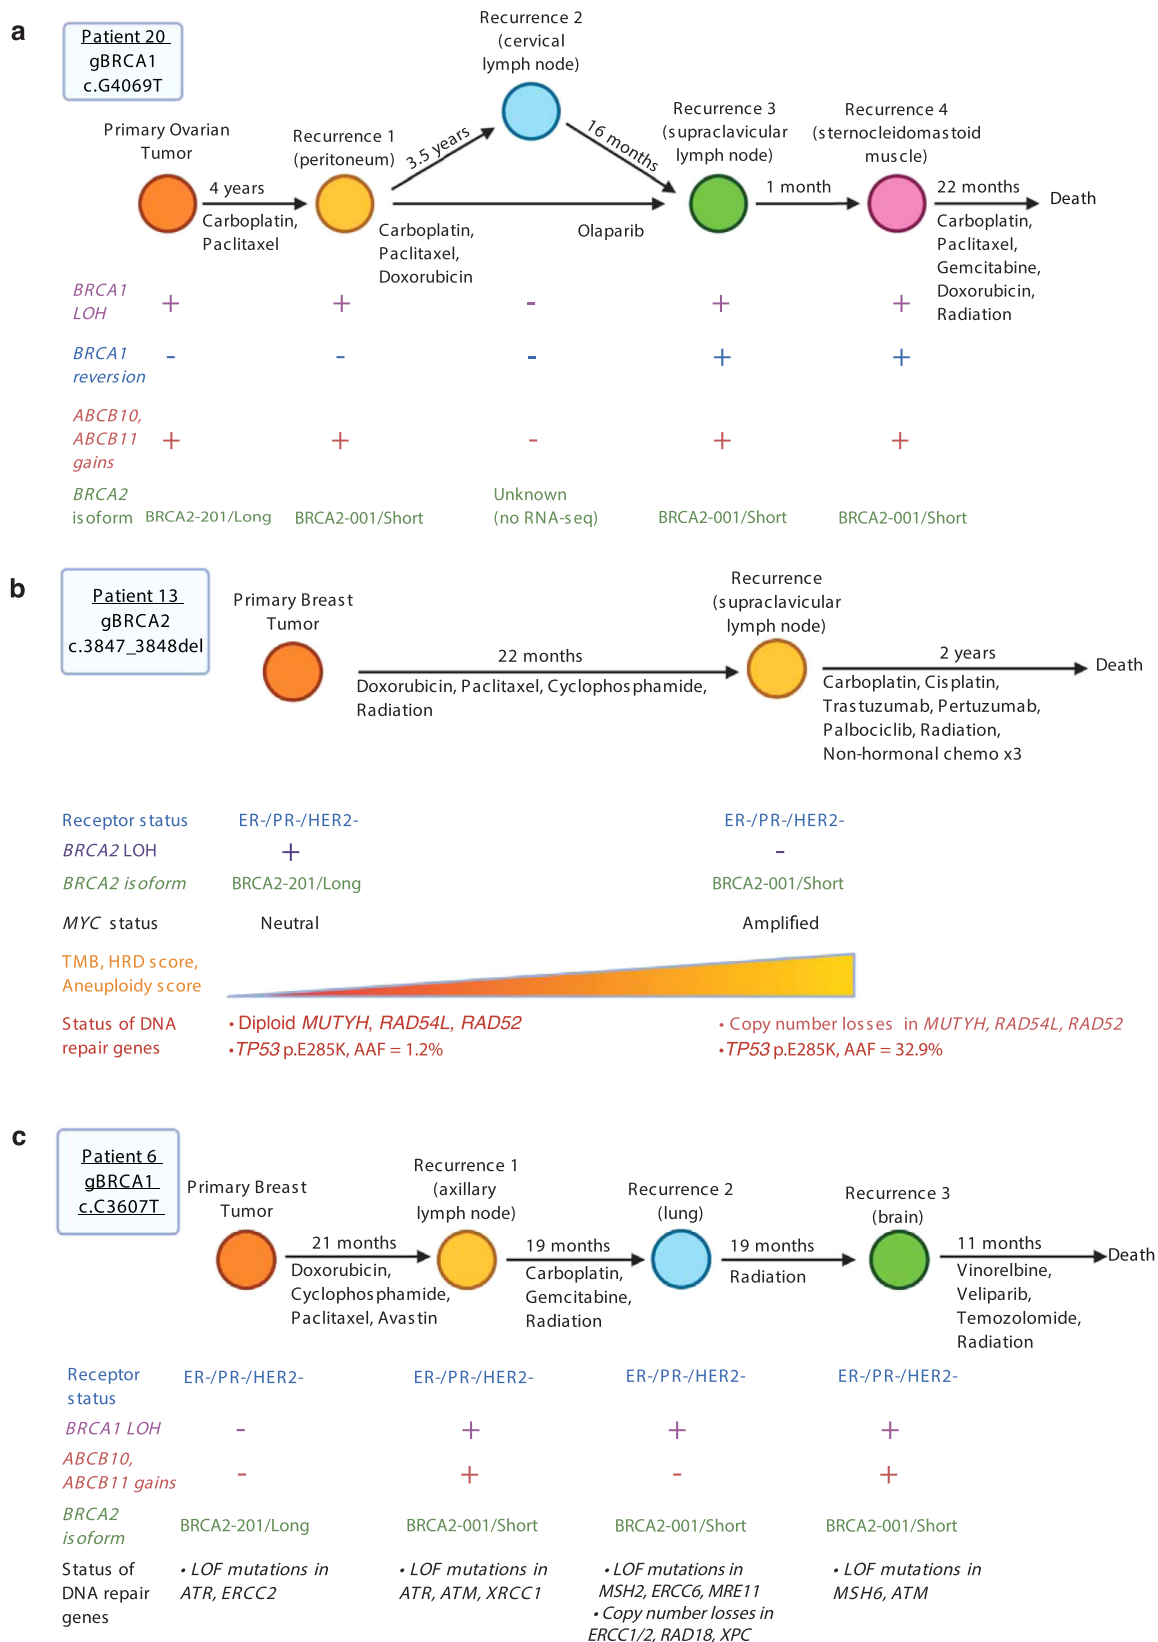 a
Patient 20
gBRCA1
c.G4069T
Primary Ovarian
Tumor
Recurrence 1
(peritoneum)
Recurrence 2
(cervical
lymph node)
Recurrence 3
(supraclavicular
lymph node)
Recurrence 4
(sternocleidomastoid
muscle)
4 years
Carboplatin,
Paclitaxel
3.5 years
16 months
Carboplatin,
Paclitaxel,
Doxorubicin
Olaparib
1 month
22 months
Carboplatin,
Paclitaxel,
Gemcitabine,
Doxorubicin,
Radiation
Death
BRCA1
LOH
+ + - + +
BRCA1
reversion
- - - + +
ABCB10,
ABCB11
gains
+ + - + +
BRCA2
isoform
BRCA2-201/Long
BRCA2-001/Short
Unknown
(no RNA-seq)
BRCA2-001/Short
BRCA2-001/Short
b
Patient 13
gBRCA2
c.3847_3848del
Primary Breast
Tumor
22 months
Doxorubicin, Paclitaxel, Cyclophosphamide,
Radiation
Recurrence
(supraclavicular
lymph node)
2 years
Carboplatin, Cisplatin,
Trastuzumab, Pertuzumab,
Palbociclib, Radiation,
Non-hormonal chemo x3
Death
Receptor status
ER-/PR-/HER2-
ER-/PR-/HER2-
BRCA2 LOH
+ -
BRCA2 isoform
BRCA2-201/Long
BRCA2-001/Short
MYC status
Neutral
Amplified
TMB, HRD score,
Aneuploidy score
Status of DNA
repair genes
• Diploid MUTYH, RAD54L, RAD52
•TP53 p.E285K, AAF = 1.2%
• Copy number losses in MUTYH, RAD54L, RAD52
•TP53 p.E285K, AAF = 32.9%
c
Patient 6
gBRCA1
c.C3607T
Primary Breast
Tumor
21 months
Doxorubicin,
Cyclophosphamide,
Paclitaxel, Avastin
Recurrence 1
(axillary
lymph node)
19 months
Carboplatin,
Gemcitabine,
Radiation
Recurrence 2
(lung)
19 months
Radiation
Recurrence 3
(brain)
11 months
Vinorelbine,
Veliparib,
Temozolomide,
Radiation
Death
Receptor
status
ER-/PR-/HER2-
ER-/PR-/HER2-
ER-/PR-/HER2-
ER-/PR-/HER2-
BRCA1 LOH
- + + +
ABCB10,
ABCB11 gains
- + - +
BRCA2
isoform
BRCA2-201/Long
BRCA2-001/Short
BRCA2-001/Short
BRCA2-001/Short
Status of
DNA repair
genes
• LOF mutations in
ATR, ERCC2
• LOF mutations in
ATR, ATM, XRCC1
• LOF mutations in
MSH2, ERCC6, MRE11
• Copy number losses in
ERCC1/2, RAD18, XPC
• LOF mutations in
MSH6, ATM